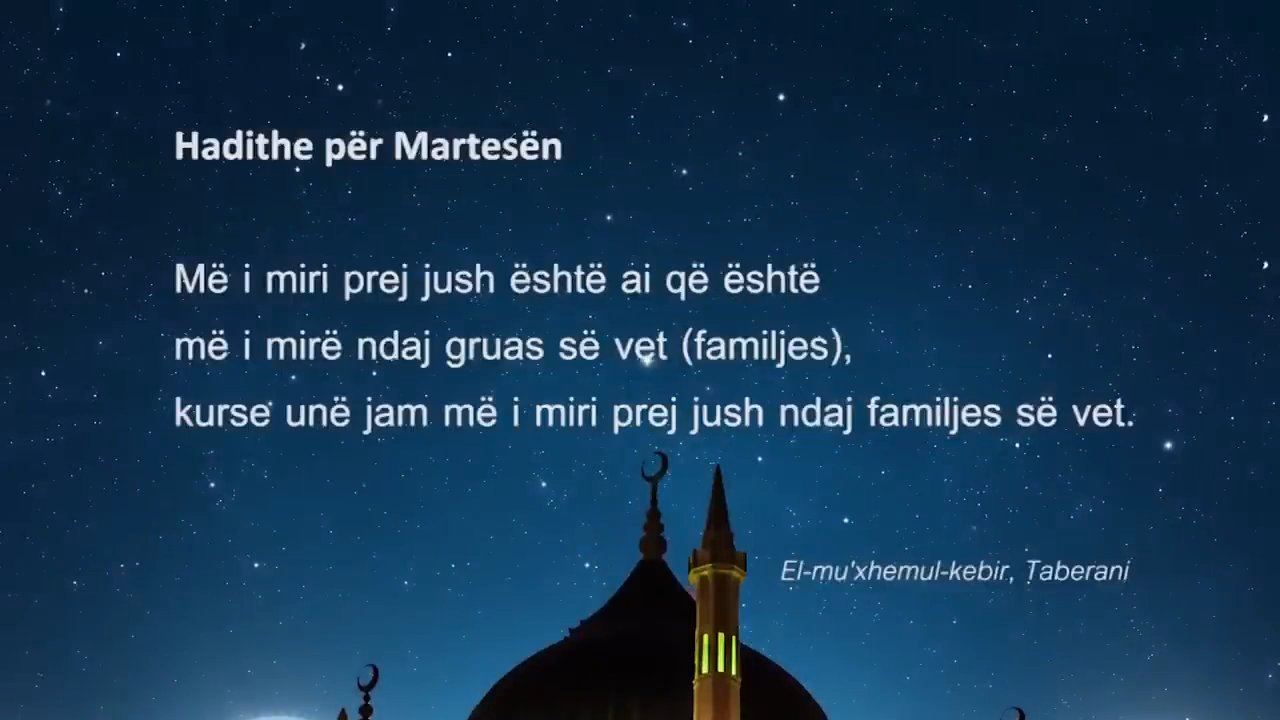 Hadithe për Martesën
Më i miri prej jush është ai që është
më i mirë ndaj gruas së vet (familjes),
kurse unë jam më i miri prej jush ndaj familjes së vet.
El-mu'xhemul-kebir, Taberani